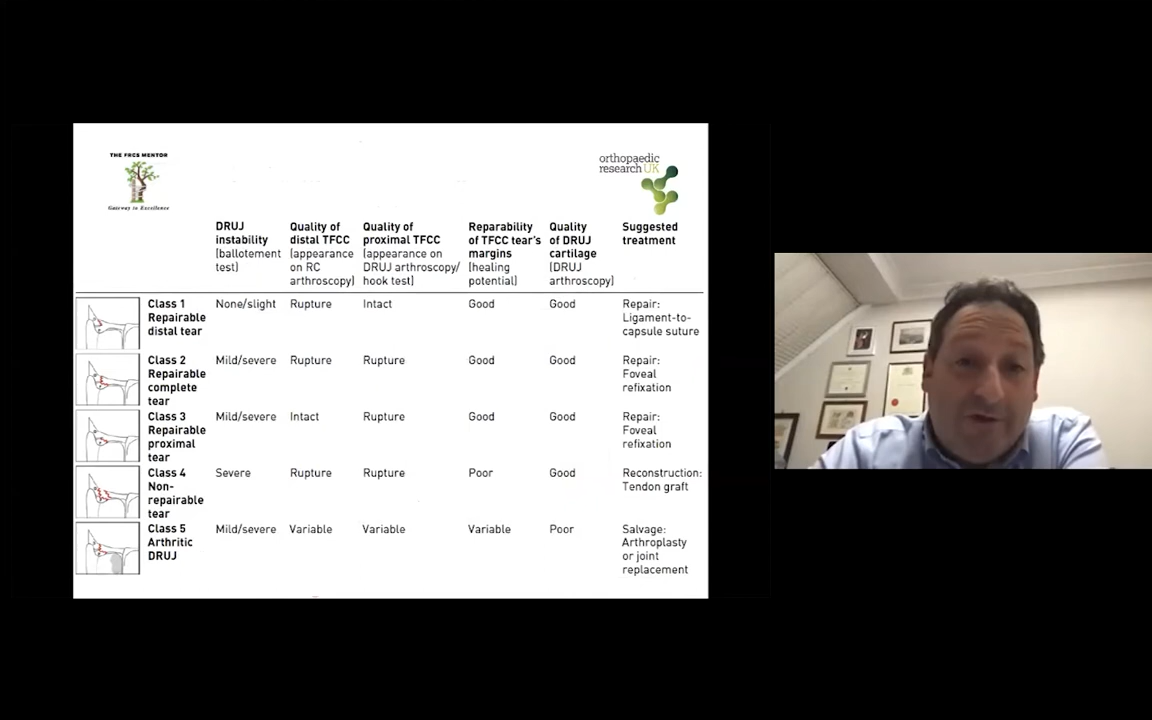 THE FRCS MENTOR
Gateway to Excellence
orthopaedic
research UK
DRUJ instability (ballotement test)
Quality of distal TFCC (appearance on RC arthroscopy)
Quality of proximal TFCC (appearance on DRUJ arthroscopy/ hook test)
Reparability of TFCC tear's margins (healing potential)
Quality of DRUJ cartilage (DRUJ arthroscopy)
Suggested treatment
Class 1 Repairable distal tear
None/slight
Rupture
Intact
Good
Good
Repair: Ligament-to-capsule suture
Class 2 Repairable complete tear
Mild/severe
Rupture
Rupture
Good
Good
Repair: Foveal refixation
Class 3 Repairable proximal tear
Mild/severe
Intact
Rupture
Good
Good
Repair: Foveal refixation
Class 4 Non-repairable tear
Severe
Rupture
Rupture
Poor
Good
Reconstruction: Tendon graft
Class 5 Arthritic DRUJ
Mild/severe
Variable
Variable
Variable
Poor
Salvage: Arthroplasty or joint replacement